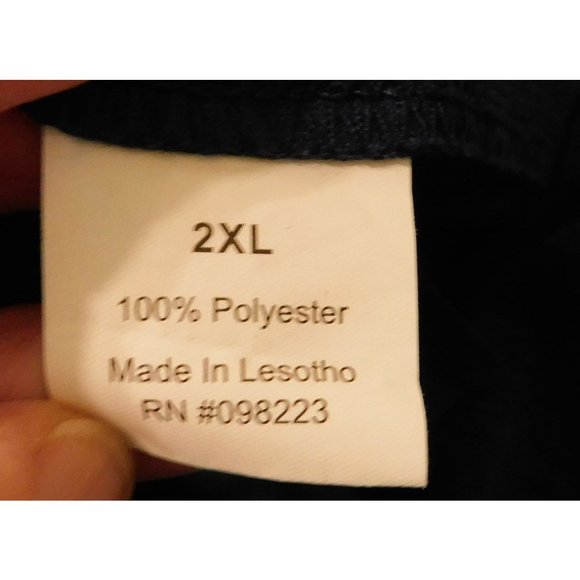 2XL
100% Polyester
Made In Lesotho
RN #098223